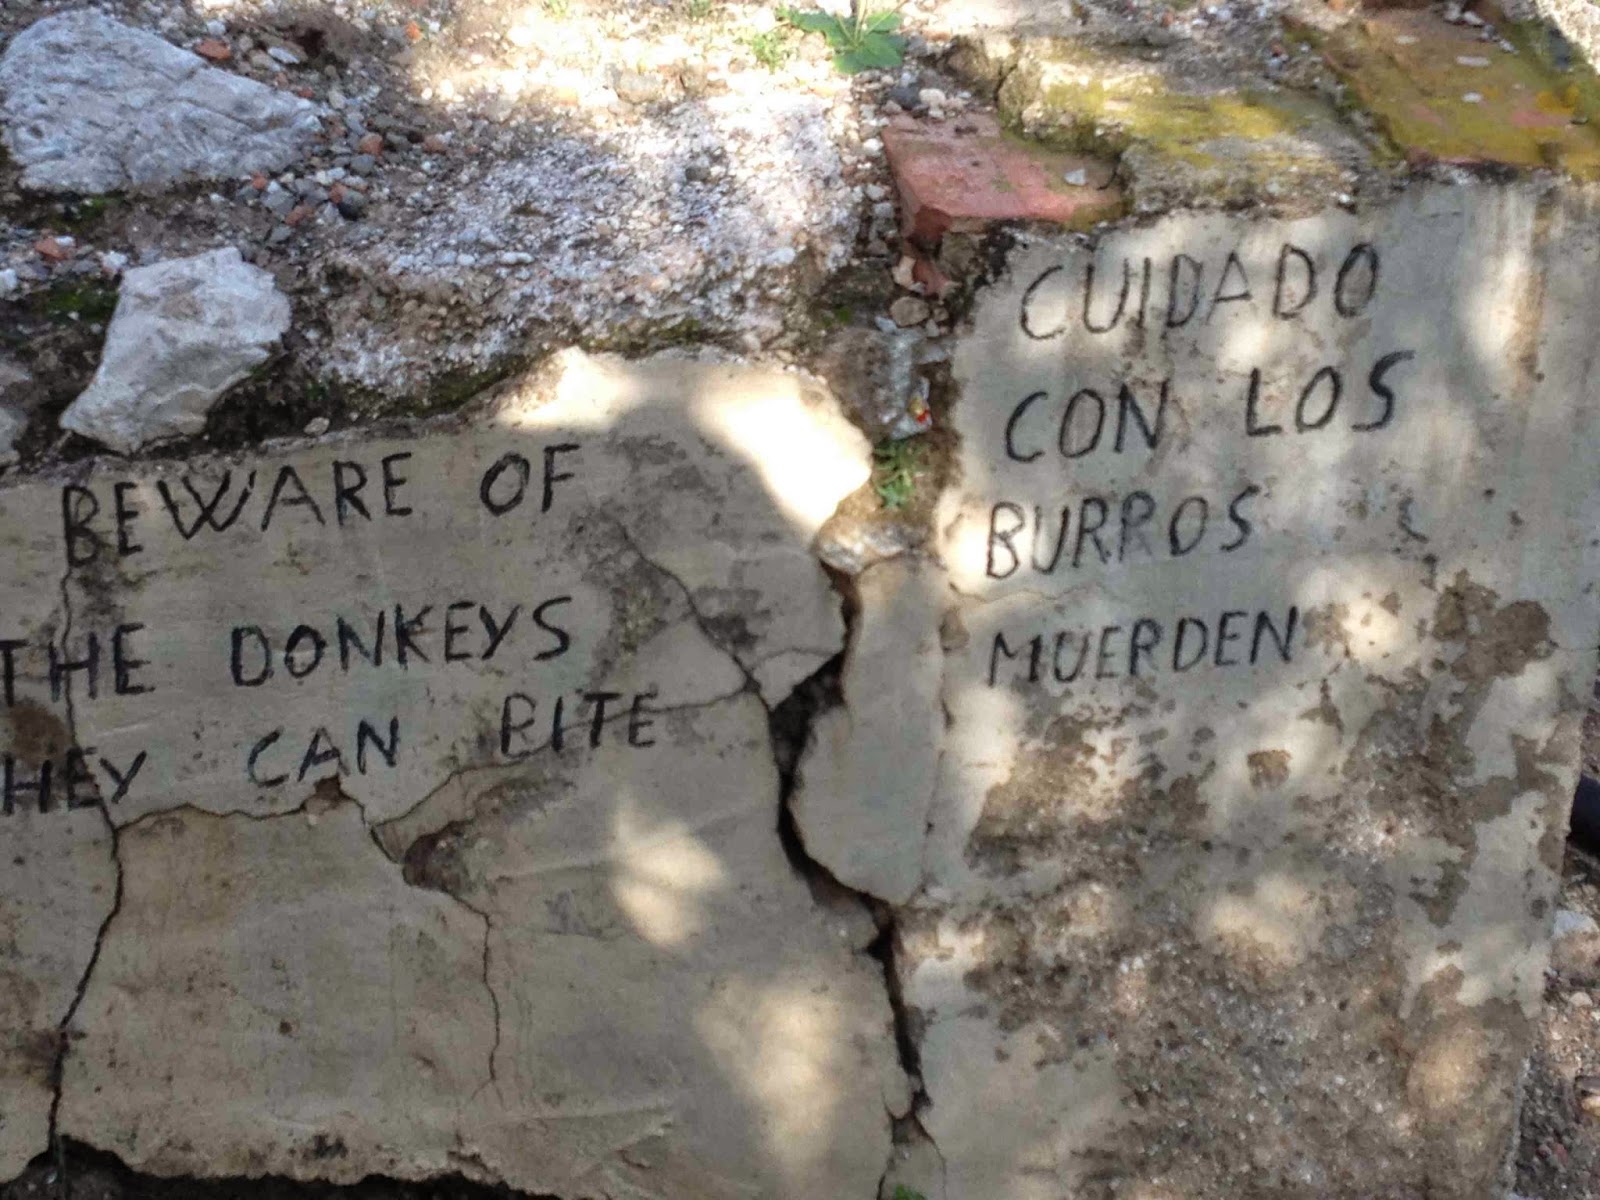 BEWARE OF
THE DONKEYS
HEY CAN BITE
CUIDADO
CON LOS
BURROS
MUERDEN